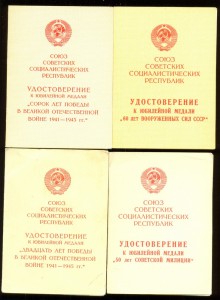 СОЮЗ
СОВЕТСКИХ
СОЦИАЛИСТИЧЕСКИХ
РЕСПУБЛИК
УДОСТОВЕРЕНИЕ
К ЮБИЛЕЙНОЙ МЕДАЛИ
„СОРОК ЛЕТ ПОБЕДЫ
В ВЕЛИКОЙ ОТЕЧЕСТВЕННОЙ
ВОЙНЕ 1941—1945 гг."
СОЮЗ
СОВЕТСКИХ
СОЦИАЛИСТИЧЕСКИХ
РЕСПУБЛИК
УДОСТОВЕРЕНИЕ
К ЮБИЛЕЙНОЙ МЕДАЛИ
„50 ЛЕТ ВООРУЖЕННЫХ СИЛ СССР"
СОЮЗ
СОВЕТСКИХ
СОЦИАЛИСТИЧЕСКИХ
РЕСПУБЛИК
УДОСТОВЕРЕНИЕ
К ЮБИЛЕЙНОЙ МЕДАЛИ
„ДВАДЦАТЬ ЛЕТ ПОБЕДЫ
В ВЕЛИКОЙ ОТЕЧЕСТВЕННОЙ
ВОЙНЕ 1941—1945 гг."
СОЮЗ
СОВЕТСКИХ
СОЦИАЛИСТИЧЕСКИХ
РЕСПУБЛИК
УДОСТОВЕРЕНИЕ
К ЮБИЛЕЙНОЙ МЕДАЛИ
„50 ЛЕТ СОВЕТСКОЙ МИЛИЦИИ"